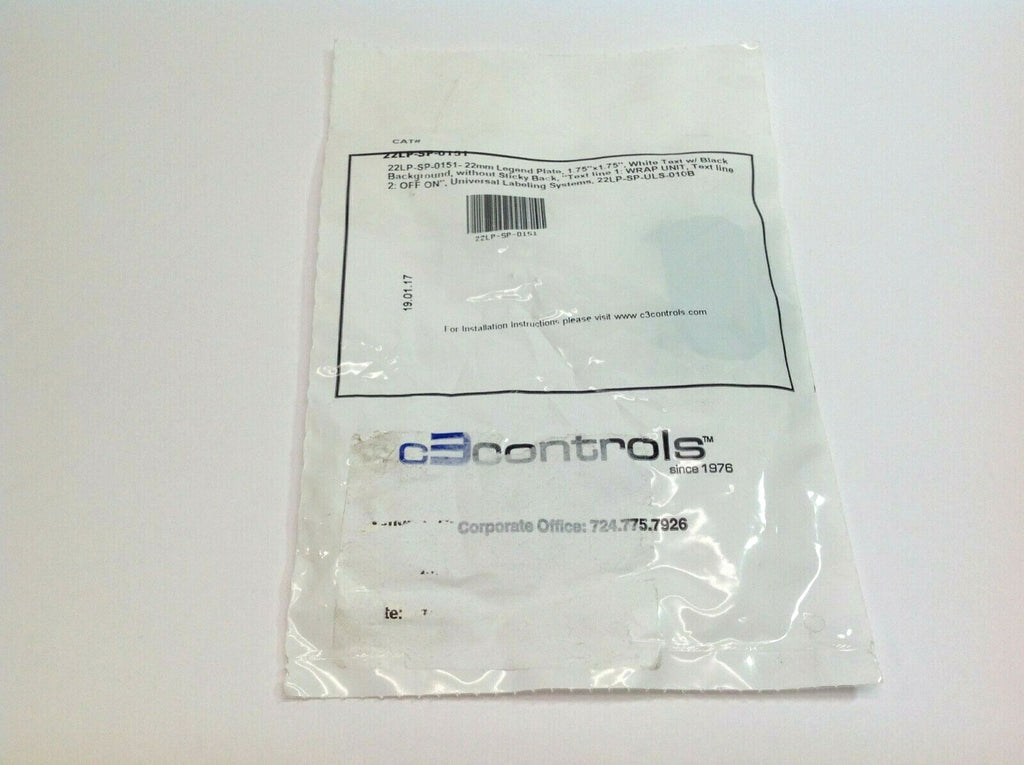 CAT#
22LP-SP-0151
22LP-SP-0151- 22mm Legend Plate, 1.75"x1.75", White Text w/ Black
Background, without Sticky Back, "Text line 1: WRAP UNIT, Text line
2: OFF ON", Universal Labeling Systems, 22LP-SP-ULS-010B
22LP-SP-0151
19.01.17
For Installation Instructions please visit www.c3controls.com
c3controls™
since 1976
Corporate Office: 724.775.7926
te: